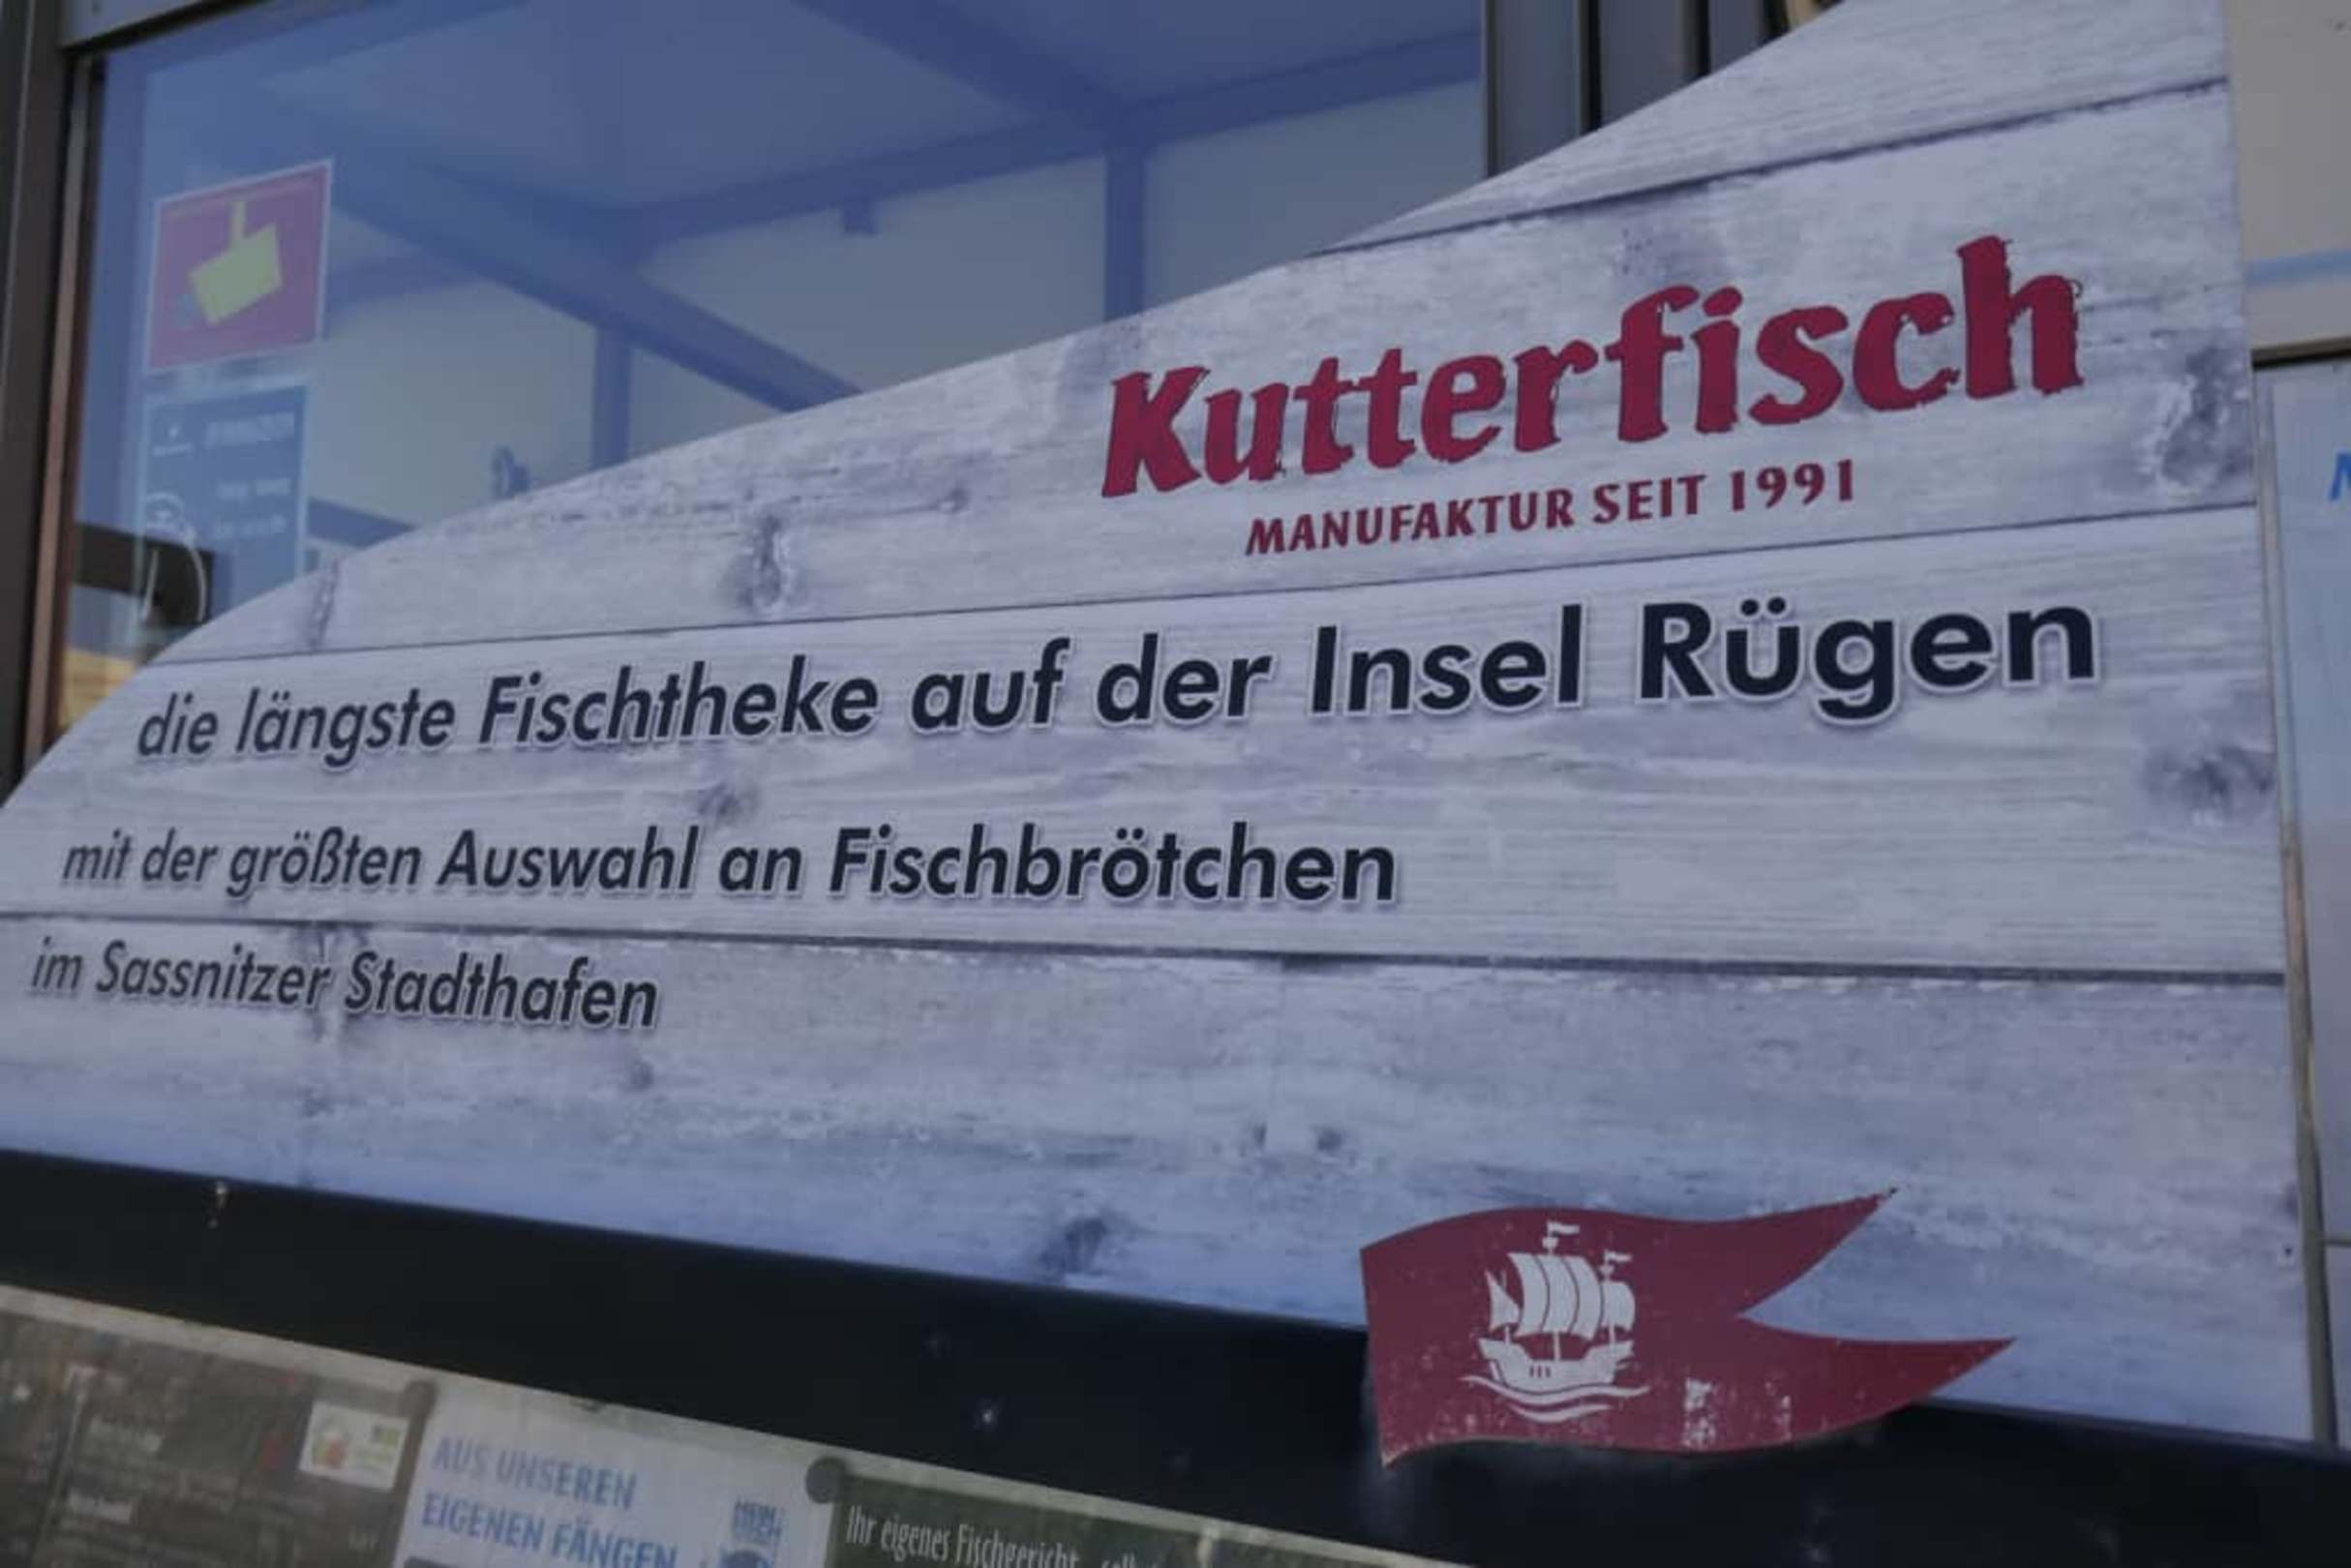 Kutterfisch
MANUFAKTUR SEIT 1991
die längste Fischtheke auf der Insel Rügen
mit der größten Auswahl an Fischbrötchen
im Sassnitzer Stadthafen
AUS UNSEREN
EIGENEN FÄNGEN
Ihr eigenes Fischgericht